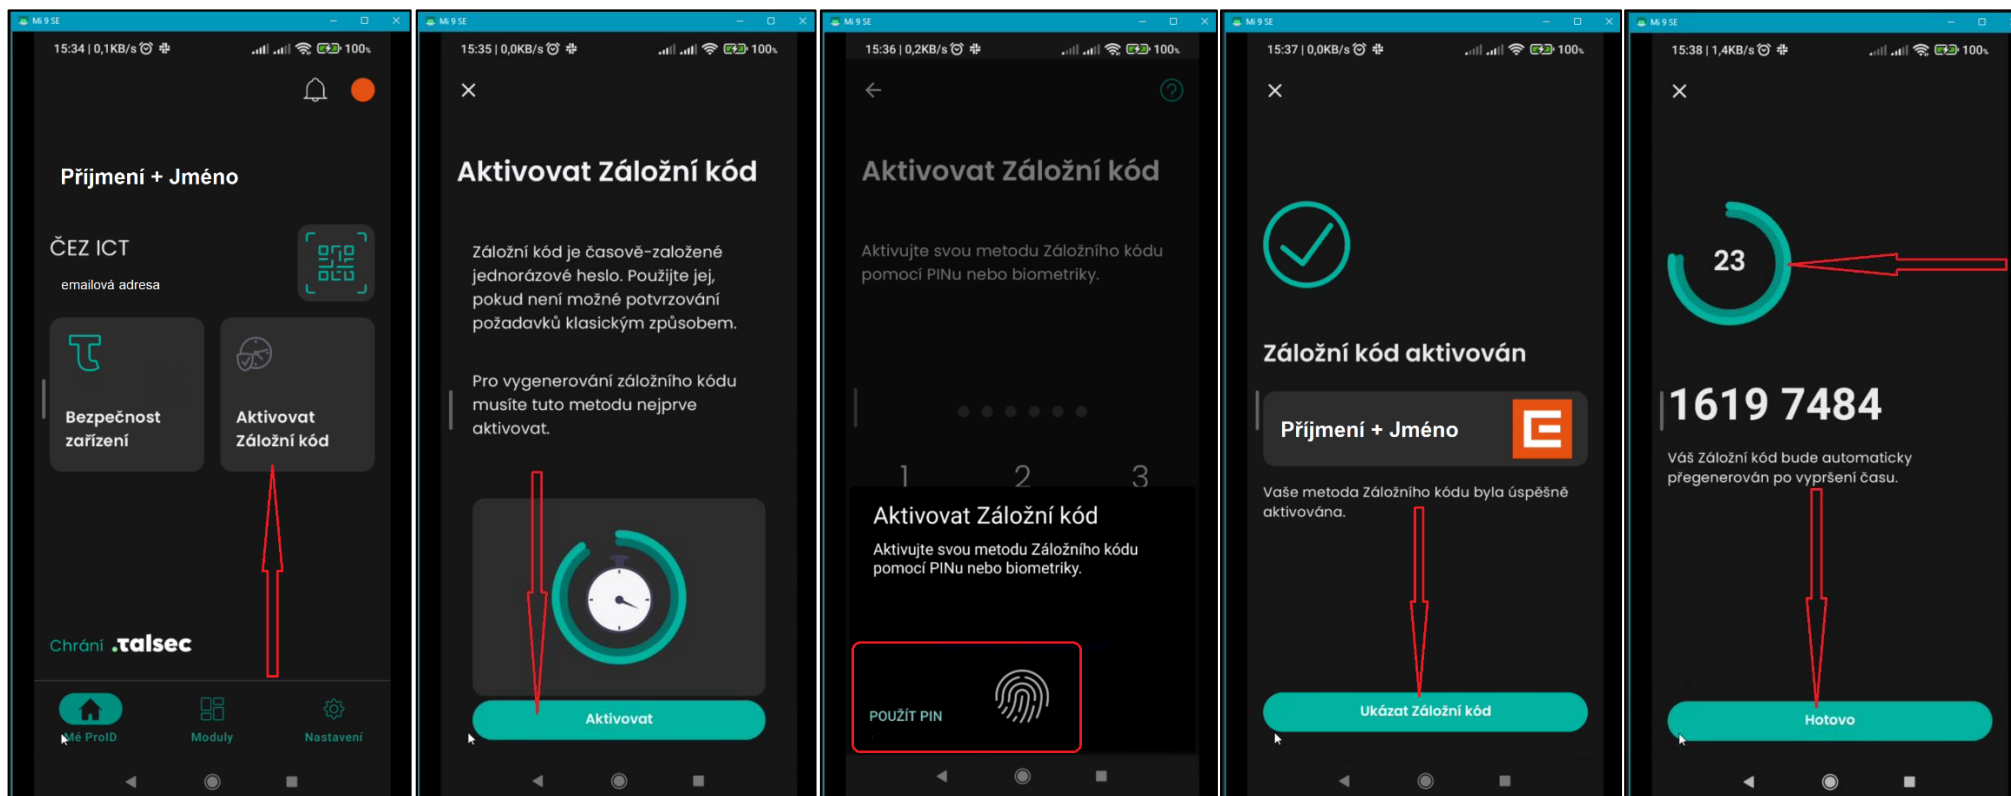 Mi 9 SE
15:34 | 0,1KB/s
100%
Příjmení + Jméno
ČEZ ICT
emailová adresa
Bezpečnost
zařízení
Aktivovat
Záložní kód
Chrání .talsec
Mé ProID
Moduly
Nastavení
Mi 9 SE
15:35 | 0,0KB/s
100%
Aktivovat Záložní kód
Záložní kód je časově-založené
jednorázové heslo. Použijte jej,
pokud není možné potvrzování
požadavků klasickým způsobem.
Pro vygenerování záložního kódu
musíte tuto metodu nejprve
aktivovat.
Aktivovat
Mi 9 SE
15:36 | 0,2KB/s
100%
Aktivovat Záložní kód
Aktivujte svou metodu Záložního kódu
pomocí PINu nebo biometriky.
1 2 3
Aktivovat Záložní kód
Aktivujte svou metodu Záložního kódu
pomocí PINu nebo biometriky.
POUŽÍT PIN
Mi 9 SE
15:37 | 0,0KB/s
100%
Záložní kód aktivován
Příjmení + Jméno
Vaše metoda Záložního kódu byla úspěšně
aktivována.
Ukázat Záložní kód
Mi 9 SE
15:38 | 1,4KB/s
100%
23
1619 7484
Váš Záložní kód bude automaticky
přegenerován po vypršení času.
Hotovo